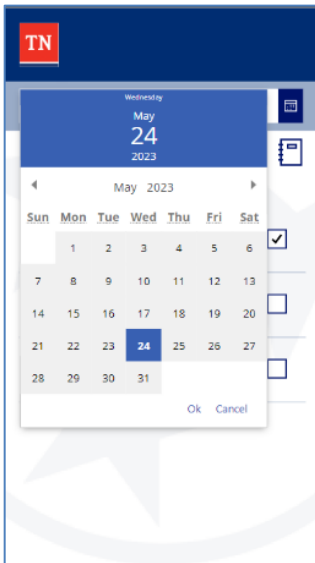 TN
Wednesday
May
24
2023
May 2023
Sun Mon Tue Wed Thu Fri Sat
1 2 3 4 5 6
7 8 9 10 11 12 13
14 15 16 17 18 19 20
21 22 23 24 25 26 27
28 29 30 31
Ok Cancel